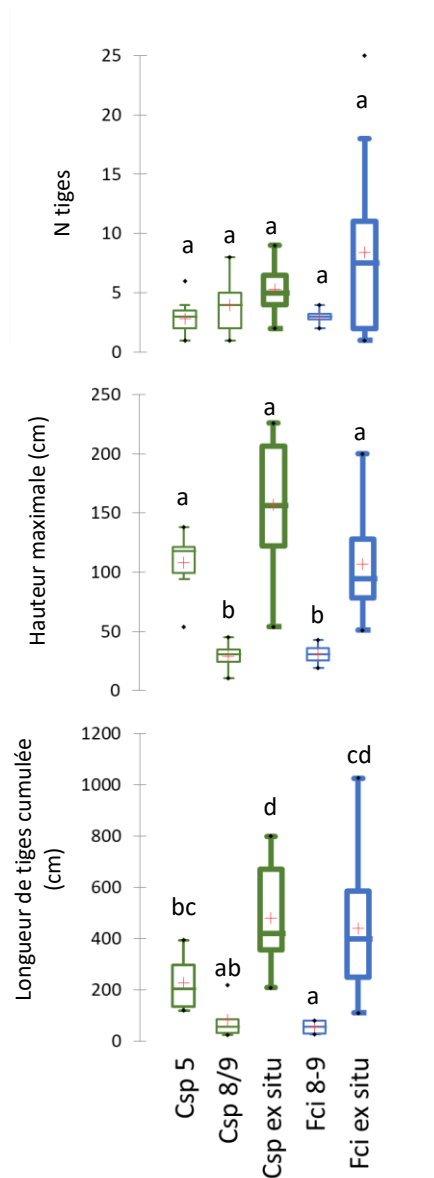 25
20
15
10
5
0
N tiges
a
a
a
a
a
250
200
150
100
50
0
Hauteur maximale (cm)
a
b
a
b
a
1200
1000
800
600
400
200
0
Longueur de tiges cumulée
(cm)
bc
ab
d
a
cd
Csp 5
Csp 8/9
Csp ex situ
Fci 8-9
Fci ex situ